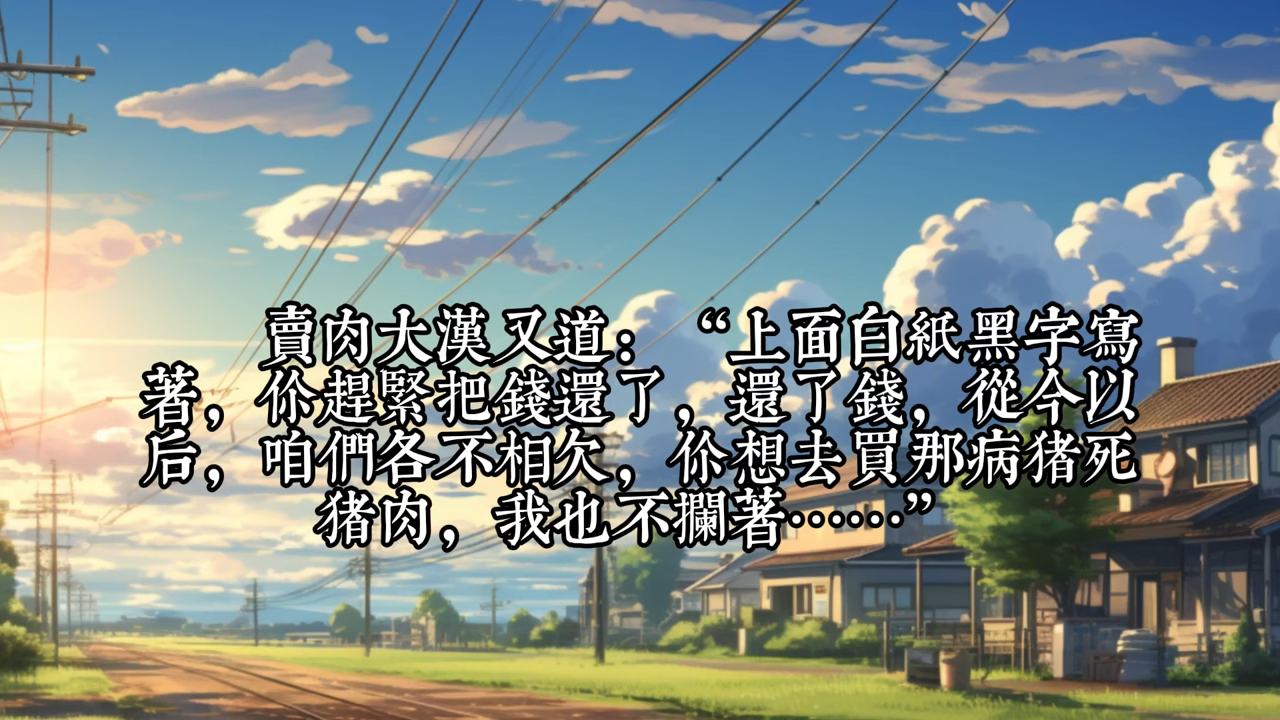 賣肉大漢又道：“上面白紙黑字寫
著，你趕緊把錢還了，還了錢，從今以
后，咱們各不相欠，你想去買那病猪死
猪肉，我也不攔著……”